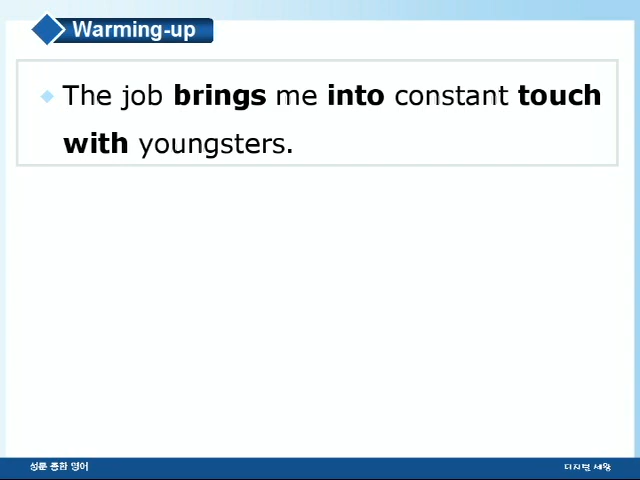 Warming-up
The job brings me into constant touch
with youngsters.
성문 종합 영어
디지털 세왕